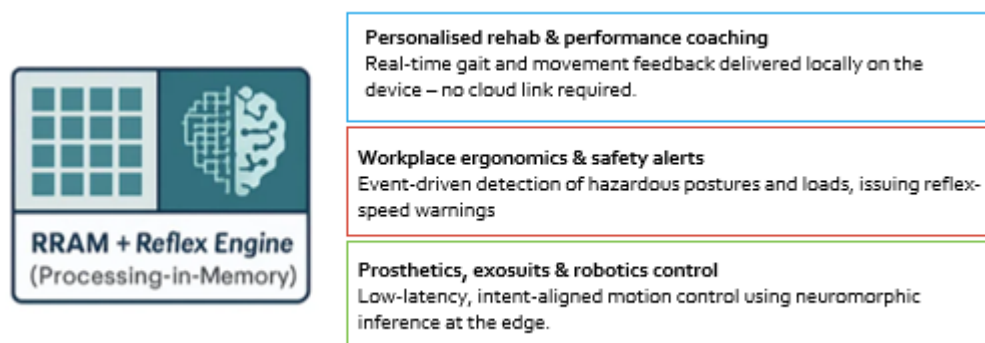 RRAM + Reflex Engine
(Processing-in-Memory)
Personalised rehab & performance coaching
Real-time gait and movement feedback delivered locally on the
device – no cloud link required.
Workplace ergonomics & safety alerts
Event-driven detection of hazardous postures and loads, issuing reflex-
speed warnings
Prosthetics, exosuits & robotics control
Low-latency, intent-aligned motion control using neuromorphic
inference at the edge.